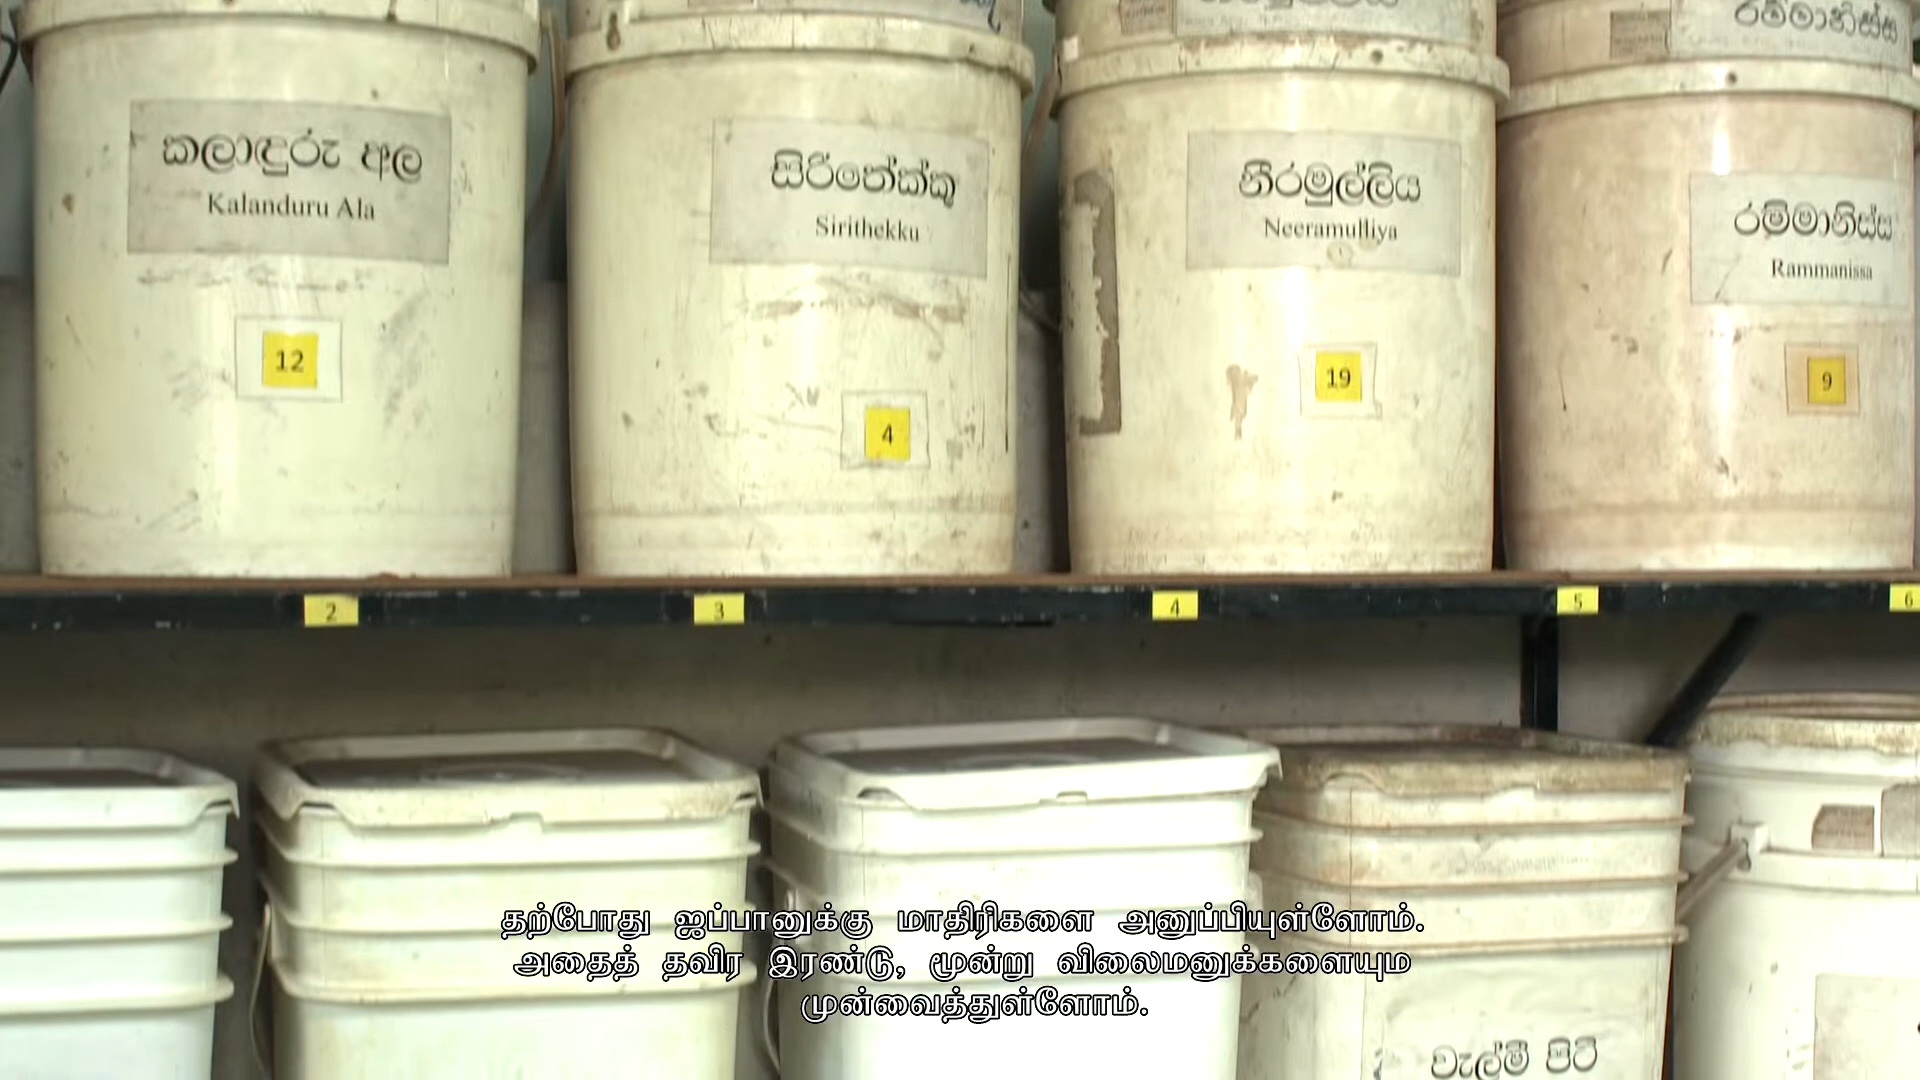 රම්මානිස්ස
කලාඳුරු අල
Kalanduru Ala
12
සිරිතේක්කු
Sirithekku
4
නීරමුල්ලිය
Neeramulliya
19
රම්මානිස්ස
Rammanissa
9
2
3
4
5
6
தற்போது ஜப்பானுக்கு மாதிரிகளை அனுப்பியுள்ளோம்.
அதைத் தவிர இரண்டு, மூன்று விலைமனுக்களையும
முன்வைத்துள்ளோம்.
වැල්මී පිටි